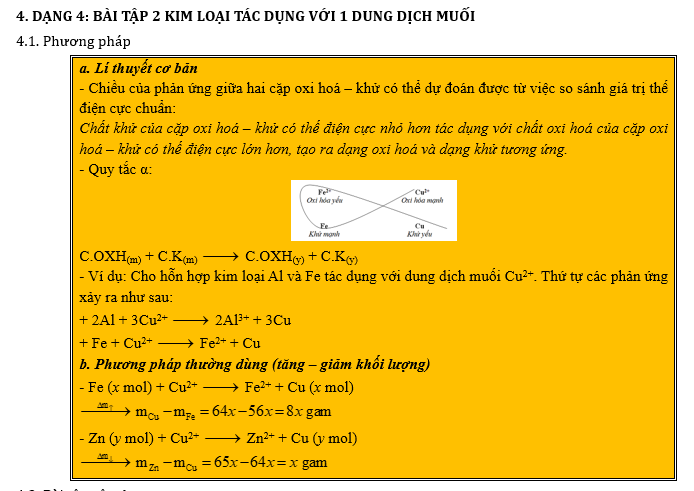 4. DẠNG 4: BÀI TẬP 2 KIM LOẠI TÁC DỤNG VỚI 1 DUNG DỊCH MUỐI
4.1. Phương pháp
a. Lí thuyết cơ bản
- Chiều của phản ứng giữa hai cặp oxi hoá – khử có thể dự đoán được từ việc so sánh giá trị thế
điện cực chuẩn:
Chất khử của cặp oxi hoá – khử có thế điện cực nhỏ hơn tác dụng với chất oxi hoá của cặp oxi
hoá – khử có thế điện cực lớn hơn, tạo ra dạng oxi hoá và dạng khử tương ứng.
- Quy tắc α:
Fe²⁺ Cu²⁺
Oxi hóa yếu Oxi hóa mạnh
Fe Cu
Khử mạnh Khử yếu
C.OXH(m) + C.K(m) ⟶ C.OXH(y) + C.K(y)
- Ví dụ: Cho hỗn hợp kim loại Al và Fe tác dụng với dung dịch muối Cu²⁺. Thứ tự các phản ứng
xảy ra như sau:
+ 2Al + 3Cu²⁺ ⟶ 2Al³⁺ + 3Cu
+ Fe + Cu²⁺ ⟶ Fe²⁺ + Cu
b. Phương pháp thường dùng (tăng – giảm khối lượng)
- Fe (x mol) + Cu²⁺ ⟶ Fe²⁺ + Cu (x mol)
Δm↑ ⟶ m_Cu − m_Fe = 64x − 56x = 8x gam
- Zn (y mol) + Cu²⁺ ⟶ Zn²⁺ + Cu (y mol)
Δm↓ ⟶ m_Zn − m_Cu = 65x − 64x = x gam